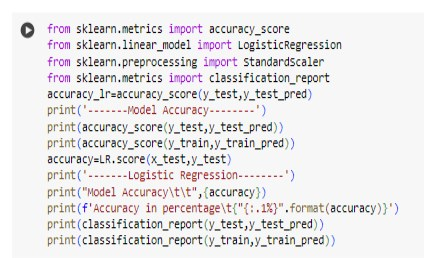 from sklearn.metrics import accuracy_score
from sklearn.linear_model import LogisticRegression
from sklearn.preprocessing import StandardScaler
from sklearn.metrics import classification_report
accuracy_lr=accuracy_score(y_test,y_test_pred)
print('-------Model Accuracy--------')
print(accuracy_score(y_test,y_test_pred))
print(accuracy_score(y_train,y_train_pred))
accuracy=LR.score(x_test,y_test)
print('-------Logistic Regression--------')
print("Model Accuracy\t\t",{accuracy})
print(f'Accuracy in percentage\t{"{:.1%}".format(accuracy)}')
print(classification_report(y_test,y_test_pred))
print(classification_report(y_train,y_train_pred))